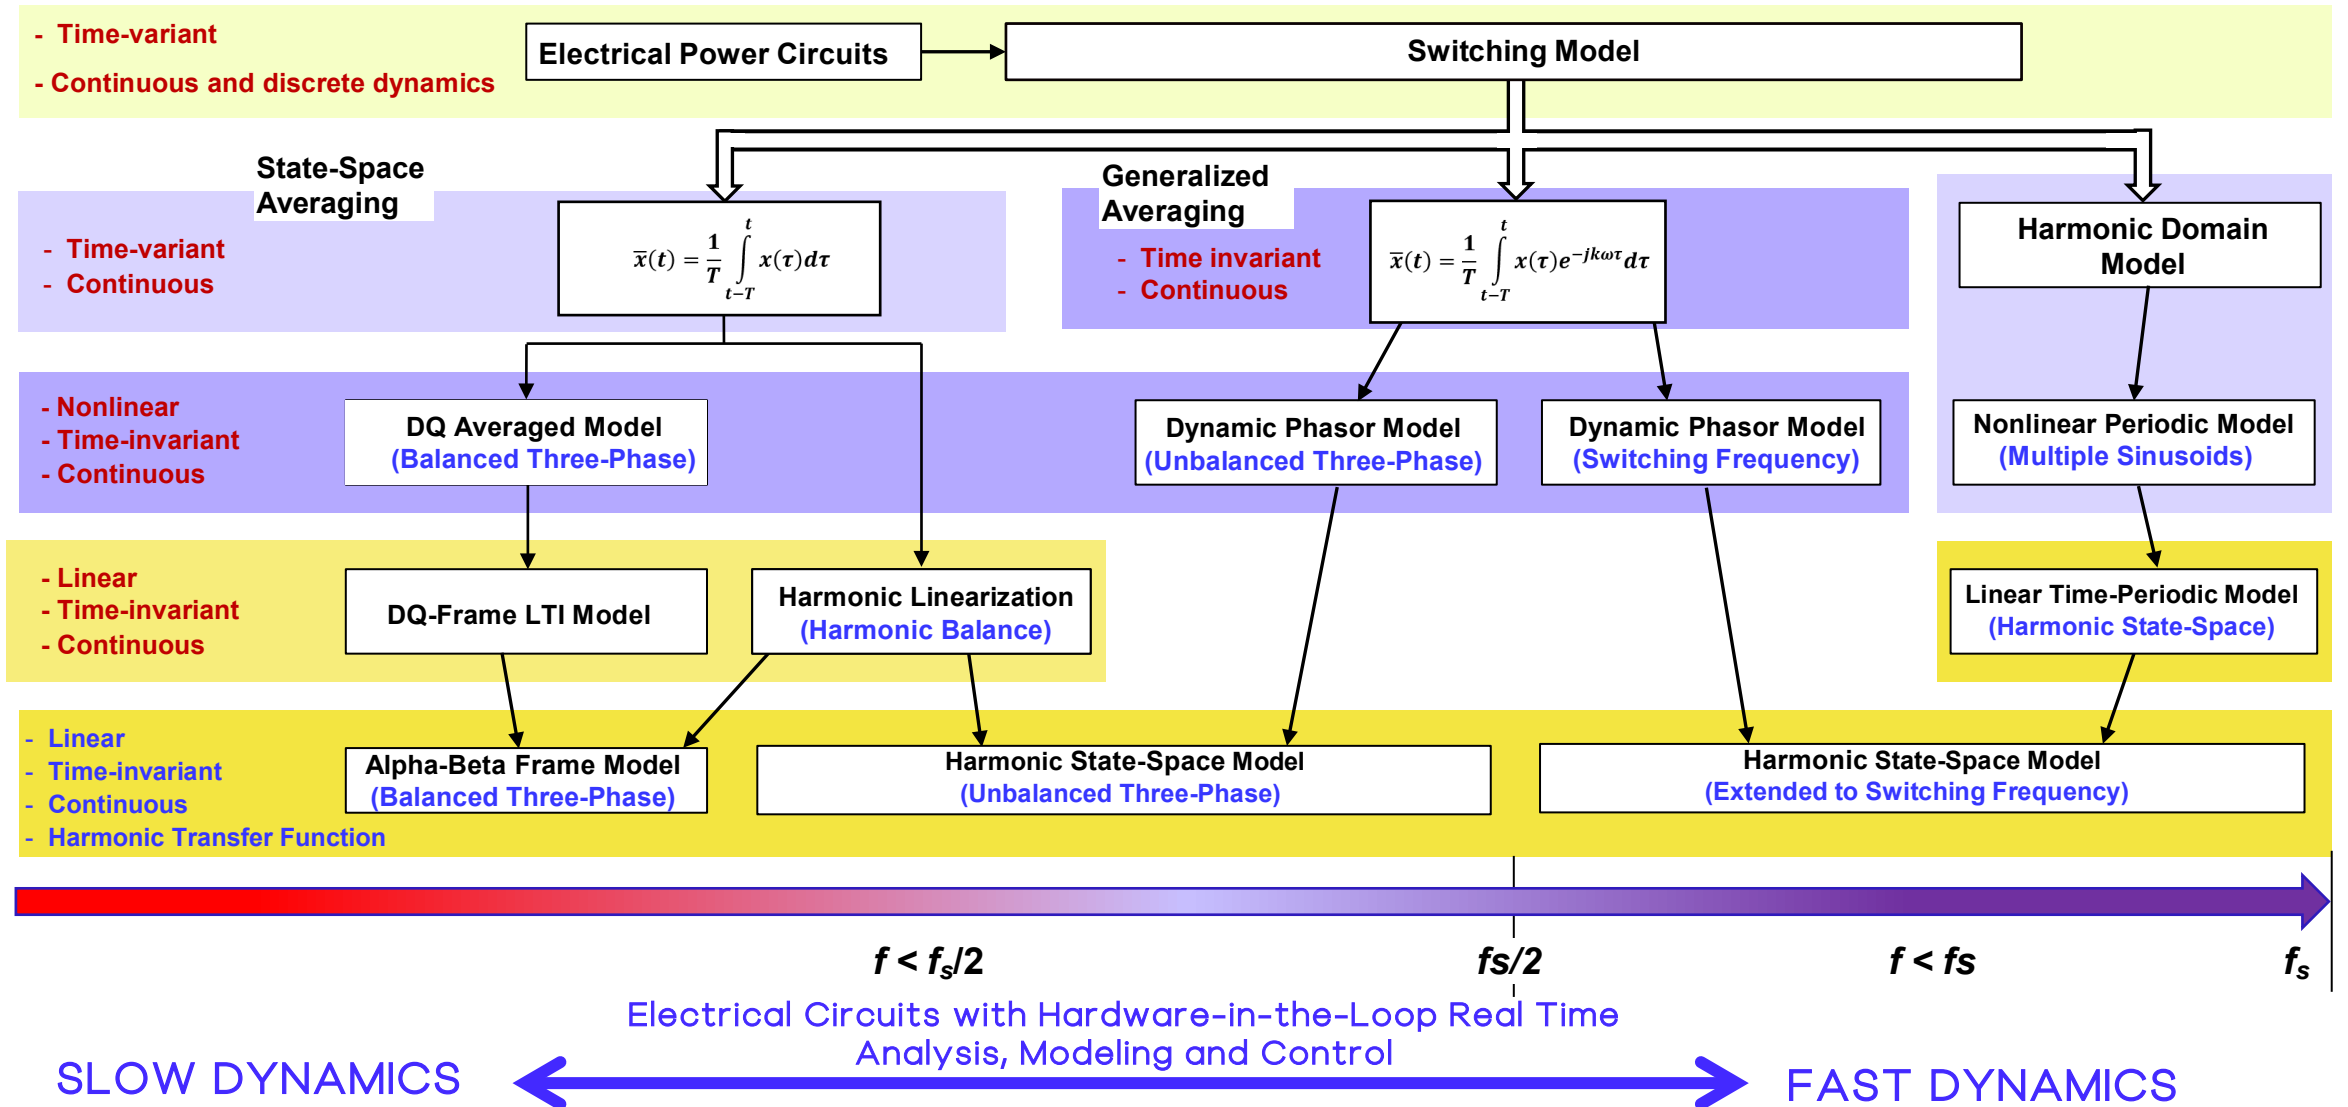 - Time-variant
- Continuous and discrete dynamics
Electrical Power Circuits
Switching Model
State-Space
Averaging
- Time-variant
- Continuous
x̅(t) = 1/T ∫_{t−T}^{t} x(τ)dτ
Generalized
Averaging
- Time invariant
- Continuous
x̅(t) = 1/T ∫_{t−T}^{t} x(τ)e^{−jkωτ}dτ
Harmonic Domain
Model
- Nonlinear
- Time-invariant
- Continuous
DQ Averaged Model
(Balanced Three-Phase)
Dynamic Phasor Model
(Unbalanced Three-Phase)
Dynamic Phasor Model
(Switching Frequency)
Nonlinear Periodic Model
(Multiple Sinusoids)
- Linear
- Time-invariant
- Continuous
DQ-Frame LTI Model
Harmonic Linearization
(Harmonic Balance)
Linear Time-Periodic Model
(Harmonic State-Space)
- Linear
- Time-invariant
- Continuous
- Harmonic Transfer Function
Alpha-Beta Frame Model
(Balanced Three-Phase)
Harmonic State-Space Model
(Unbalanced Three-Phase)
Harmonic State-Space Model
(Extended to Switching Frequency)
f < fs/2
fs/2
f < fs
fs
Electrical Circuits with Hardware-in-the-Loop Real Time
Analysis, Modeling and Control
SLOW DYNAMICS
FAST DYNAMICS